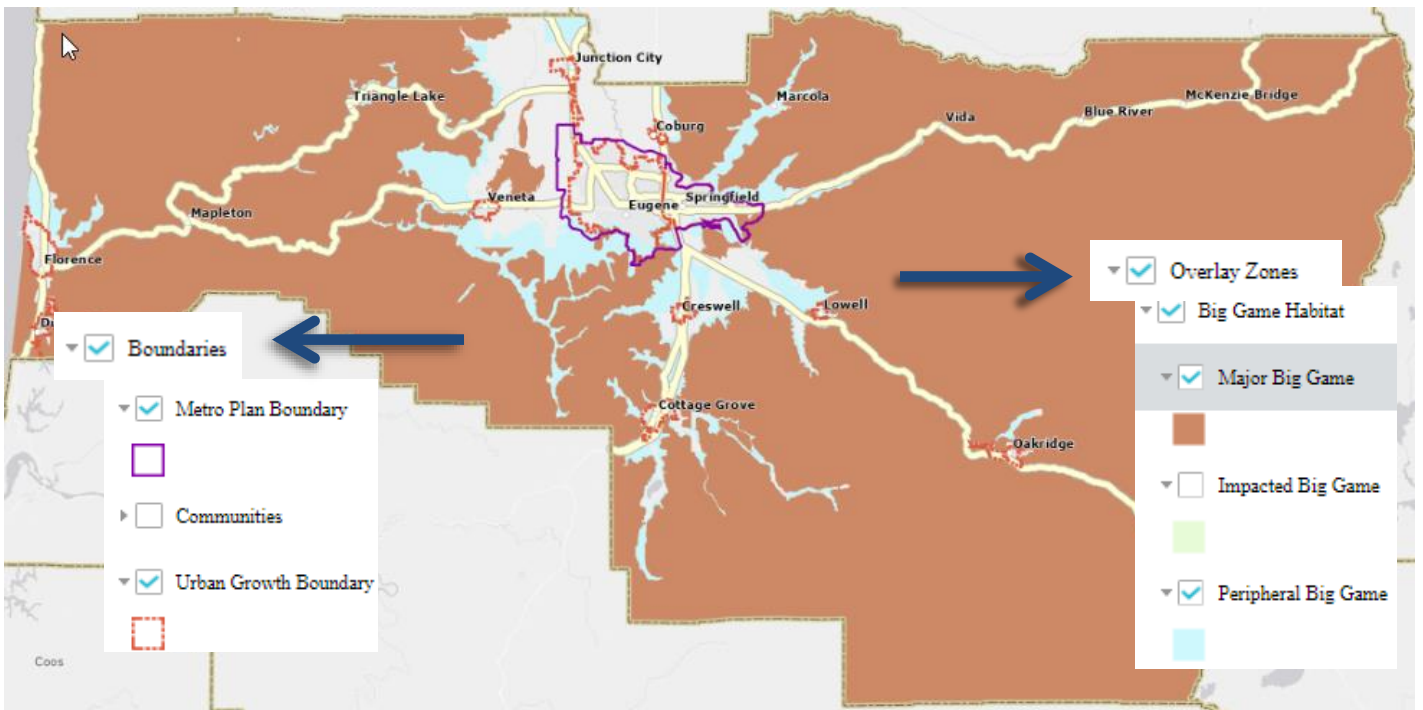 Junction City
Triangle Lake
Marcola
McKenzie Bridge
Blue River
Vida
Coburg
Veneta
Springfield
Eugene
Mapleton
Florence
Creswell
Lowell
Cottage Grove
Oakridge
Coos
Boundaries
Metro Plan Boundary
Communities
Urban Growth Boundary
Overlay Zones
Big Game Habitat
Major Big Game
Impacted Big Game
Peripheral Big Game